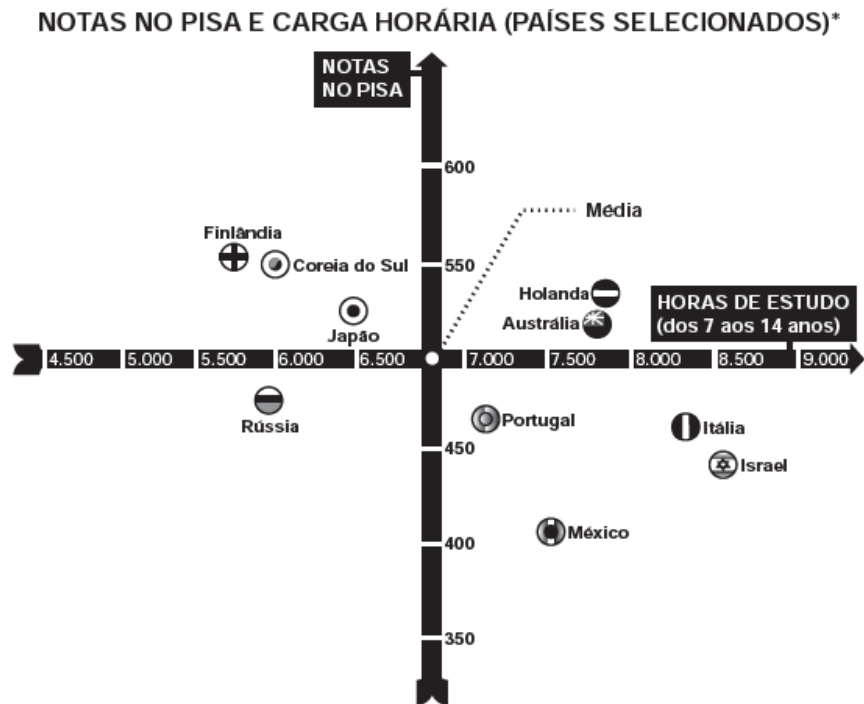 NOTAS NO PISA E CARGA HORÁRIA (PAÍSES SELECIONADOS)*
NOTAS
NO PISA
600
Média
Finlândia
550
Coreia do Sul
Holanda
HORAS DE ESTUDO
(dos 7 aos 14 anos)
Austrália
Japão
4.500 5.000 5.500 6.000 6.500 7.000 7.500 8.000 8.500 9.000
Rússia
Portugal
Itália
450
Israel
México
400
350